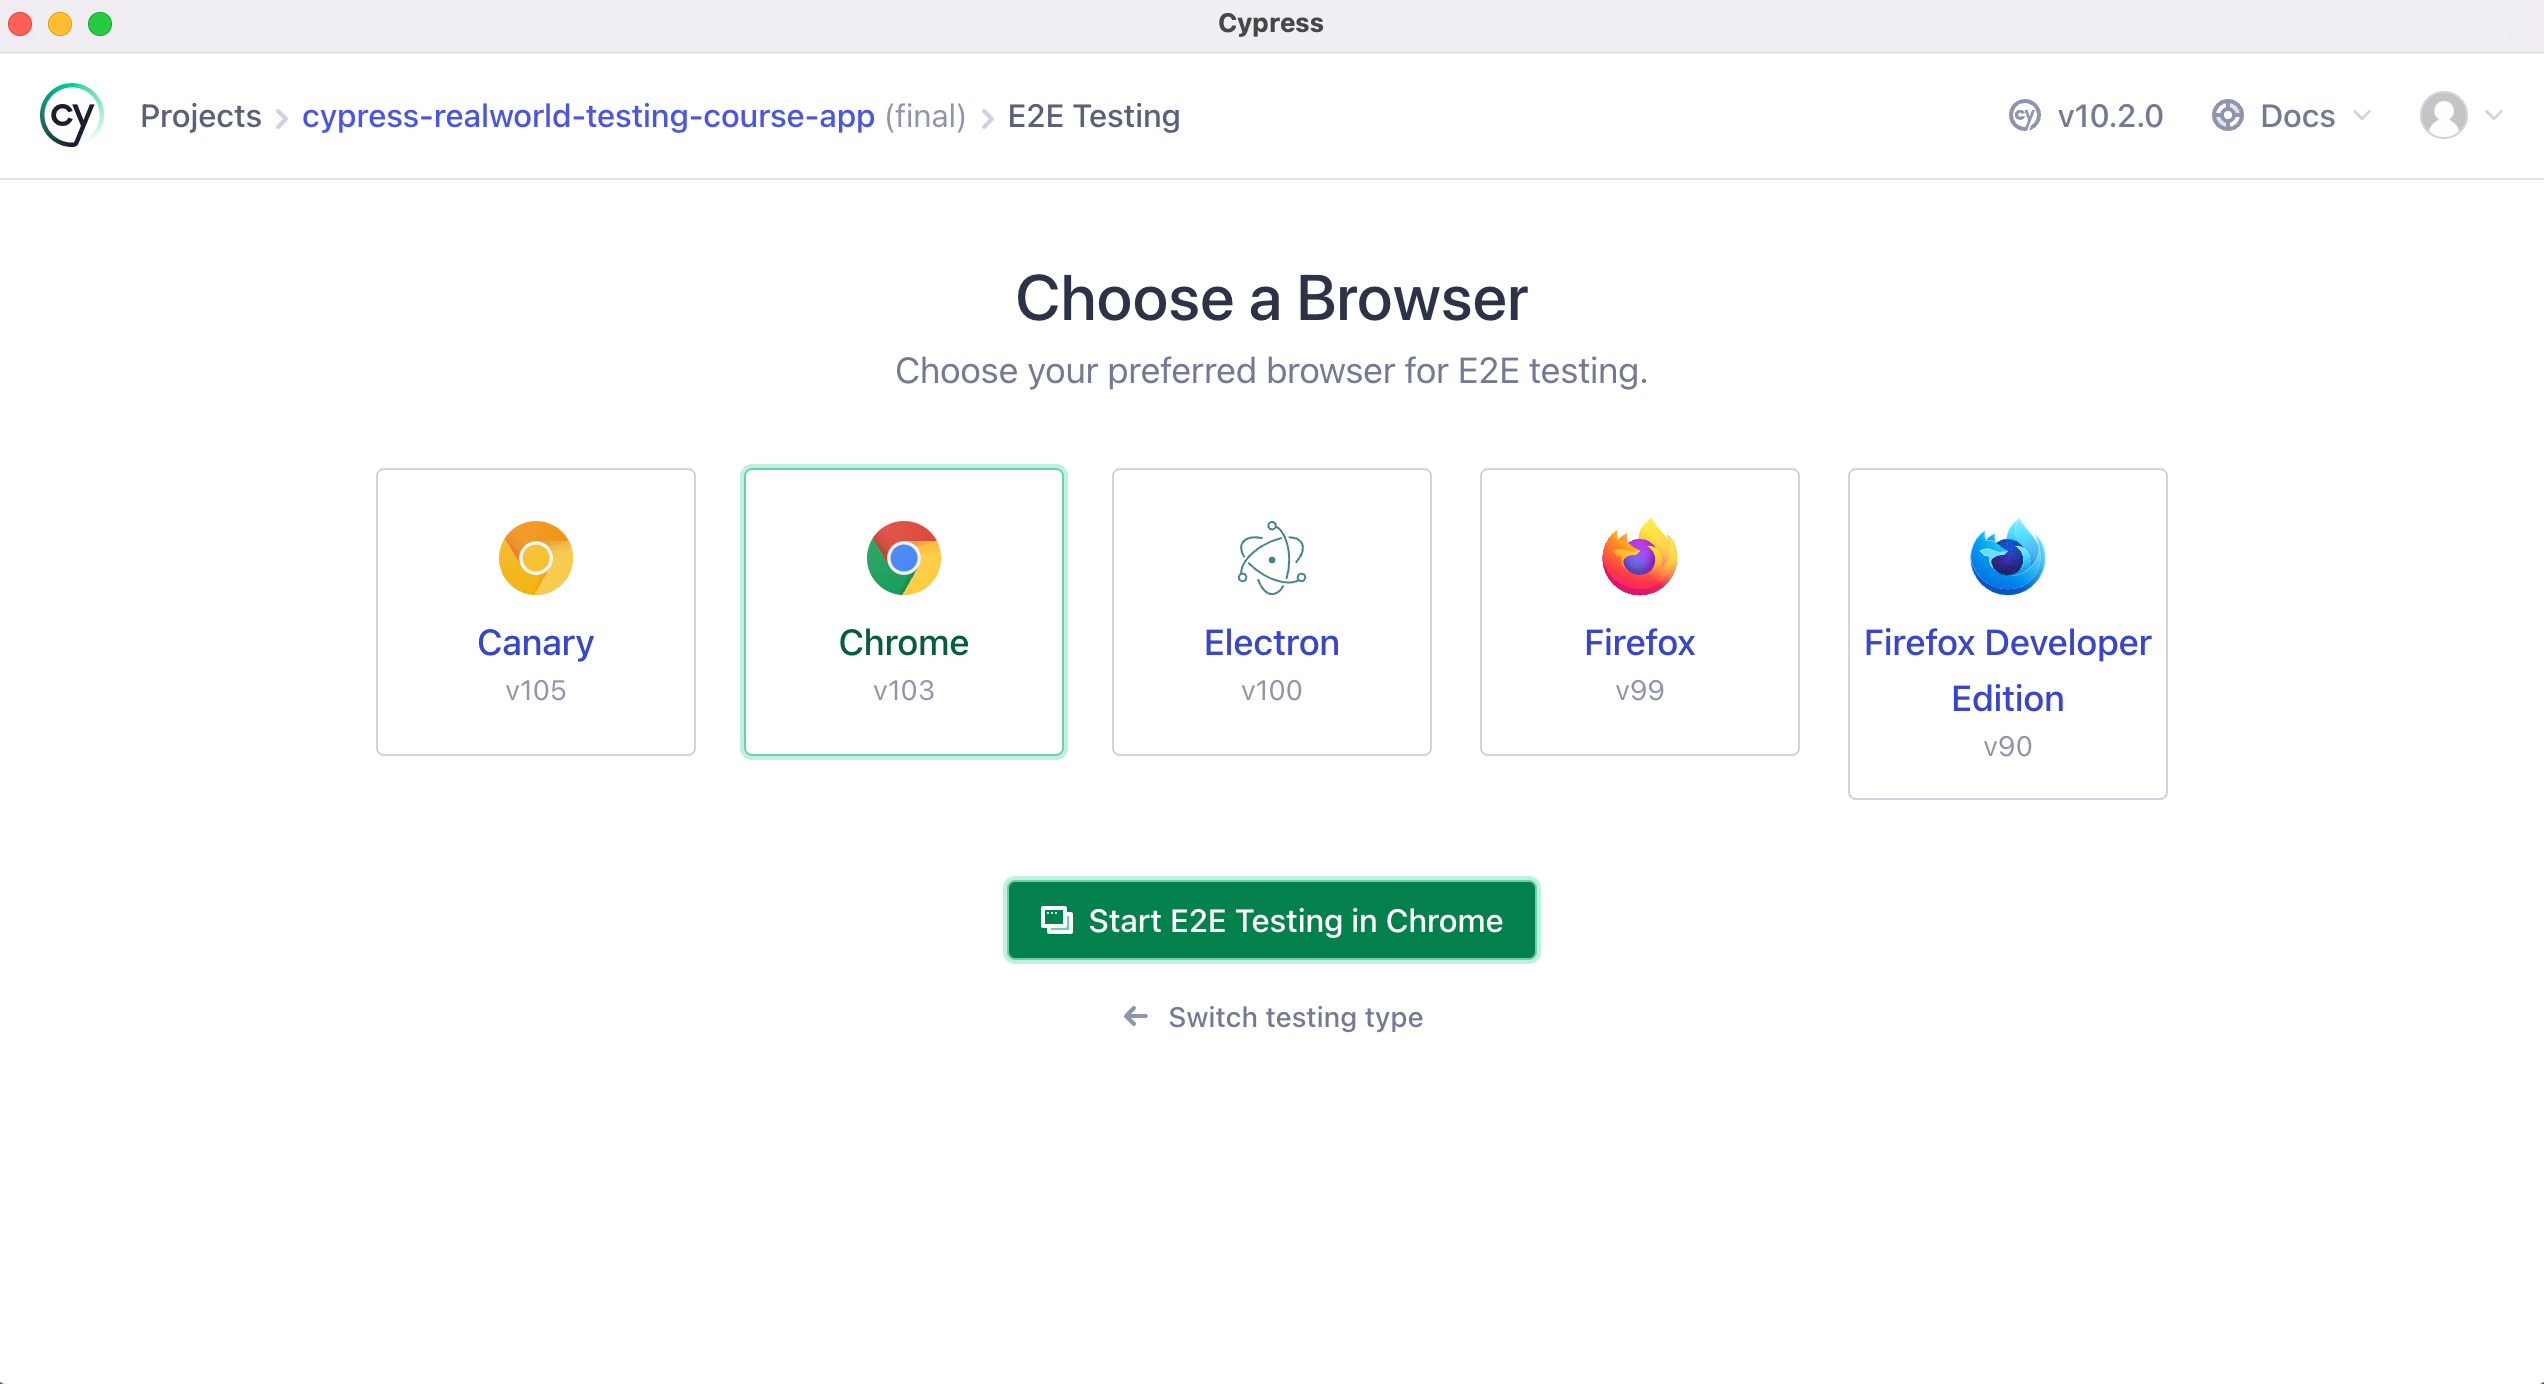 Cypress
cy Projects cypress-realworld-testing-course-app (final) E2E Testing cy v10.2.0 Docs
Choose a Browser
Choose your preferred browser for E2E testing.
Canary
v105
Chrome
v103
Electron
v100
Firefox
v99
Firefox Developer
Edition
v90
Start E2E Testing in Chrome
Switch testing type